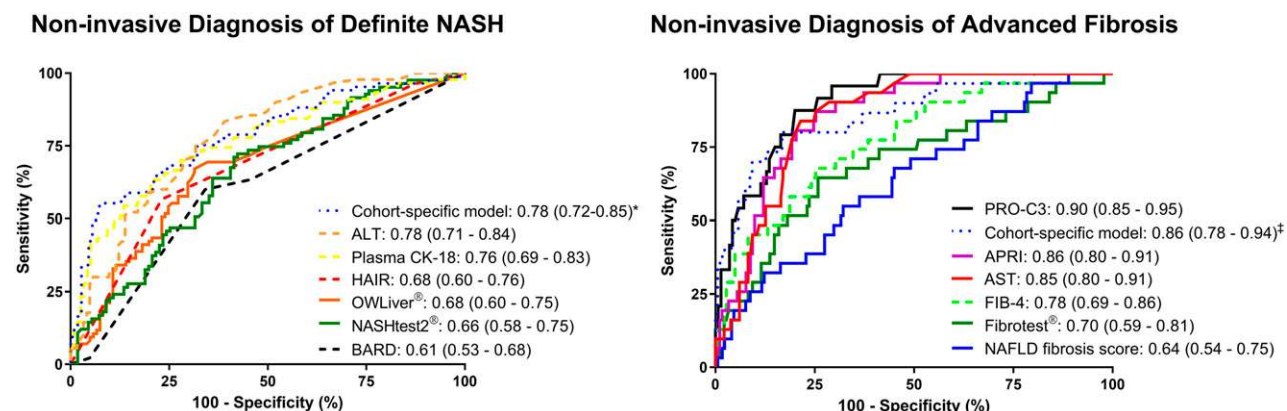 Non-invasive Diagnosis of Definite NASH
100
75
50
25
0
Sensitivity (%)
Cohort-specific model: 0.78 (0.72-0.85)*
ALT: 0.78 (0.71 - 0.84)
Plasma CK-18: 0.76 (0.69 - 0.83)
HAIR: 0.68 (0.60 - 0.76)
OWLiver®: 0.68 (0.60 - 0.75)
NASHtest2®: 0.66 (0.58 - 0.75)
BARD: 0.61 (0.53 - 0.68)
0 25 50 75 100
100 - Specificity (%)
Non-invasive Diagnosis of Advanced Fibrosis
100
75
50
25
0
Sensitivity (%)
PRO-C3: 0.90 (0.85 - 0.95)
Cohort-specific model: 0.86 (0.78 - 0.94)‡
APRI: 0.86 (0.80 - 0.91)
AST: 0.85 (0.80 - 0.91)
FIB-4: 0.78 (0.69 - 0.86)
Fibrotest®: 0.70 (0.59 - 0.81)
NAFLD fibrosis score: 0.64 (0.54 - 0.75)
0 25 50 75 100
100 - Specificity (%)